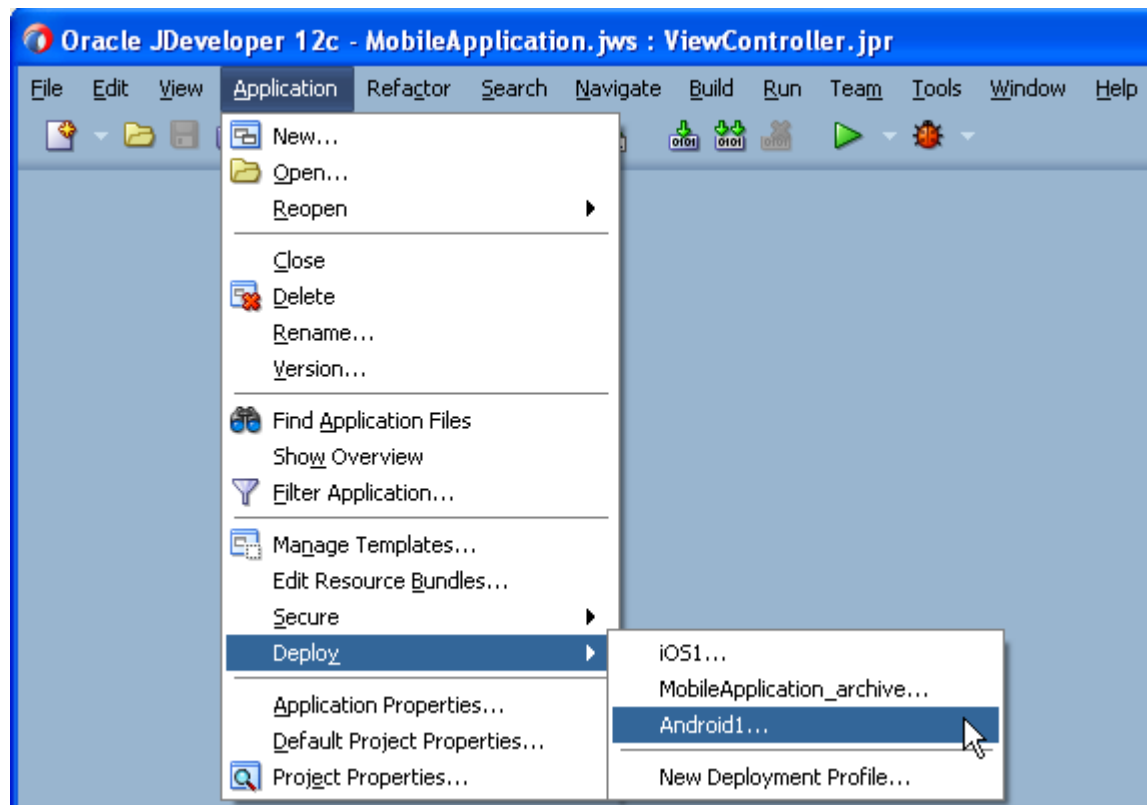 Oracle JDeveloper 12c - MobileApplication.jws : ViewController.jpr
File Edit View Application Refactor Search Navigate Build Run Team Tools Window Help
New...
Open...
Reopen
Close
Delete
Rename...
Version...
Find Application Files
Show Overview
Filter Application...
Manage Templates...
Edit Resource Bundles...
Secure
Deploy
iOS1...
MobileApplication_archive...
Android1...
New Deployment Profile...
Application Properties...
Default Project Properties...
Project Properties...